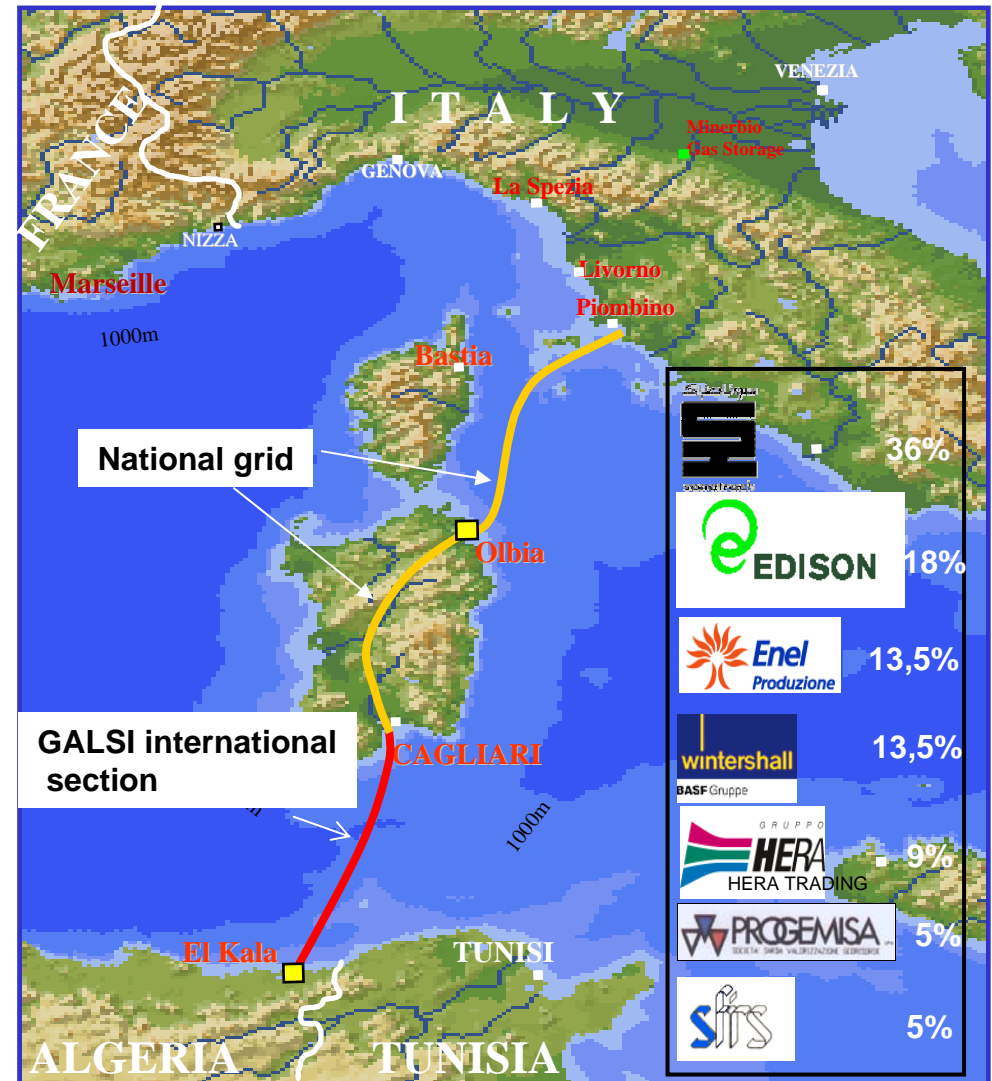 VENEZIA
I T A L Y
Minerbio
Gas Storage
FRANCE
GENOVA
La Spezia
NIZZA
Livorno
Marseille
Piombino
1000m
Bastia
36%
National grid
EDISON
18%
Olbia
Enel
Produzione
13,5%
GALSI international
section
CAGLIARI
wintershall
BASF Gruppe
13,5%
1000m
GRUPPO
HERA
HERA TRADING
9%
El Kala
TUNISI
PROGEMISA
5%
5%
ALGERIA
TUNISIA